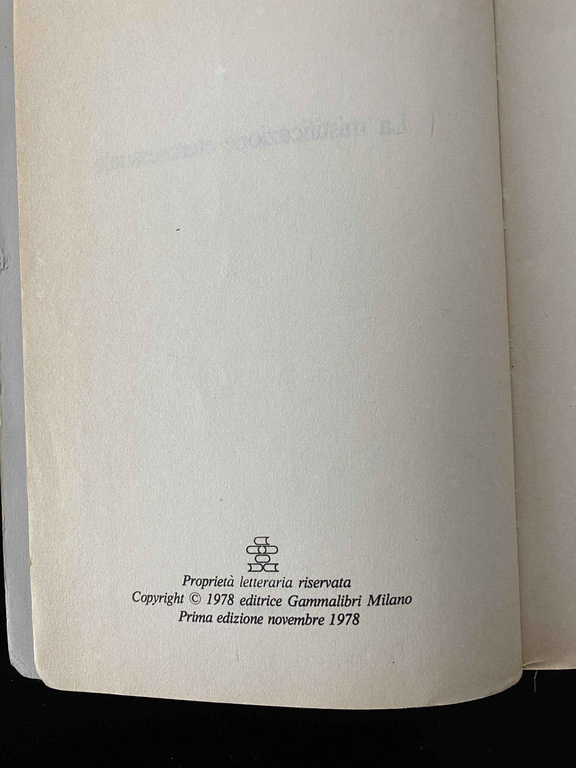 Proprietà letteraria riservata
Copyright © 1978 editrice Gammalibri Milano
Prima edizione novembre 1978